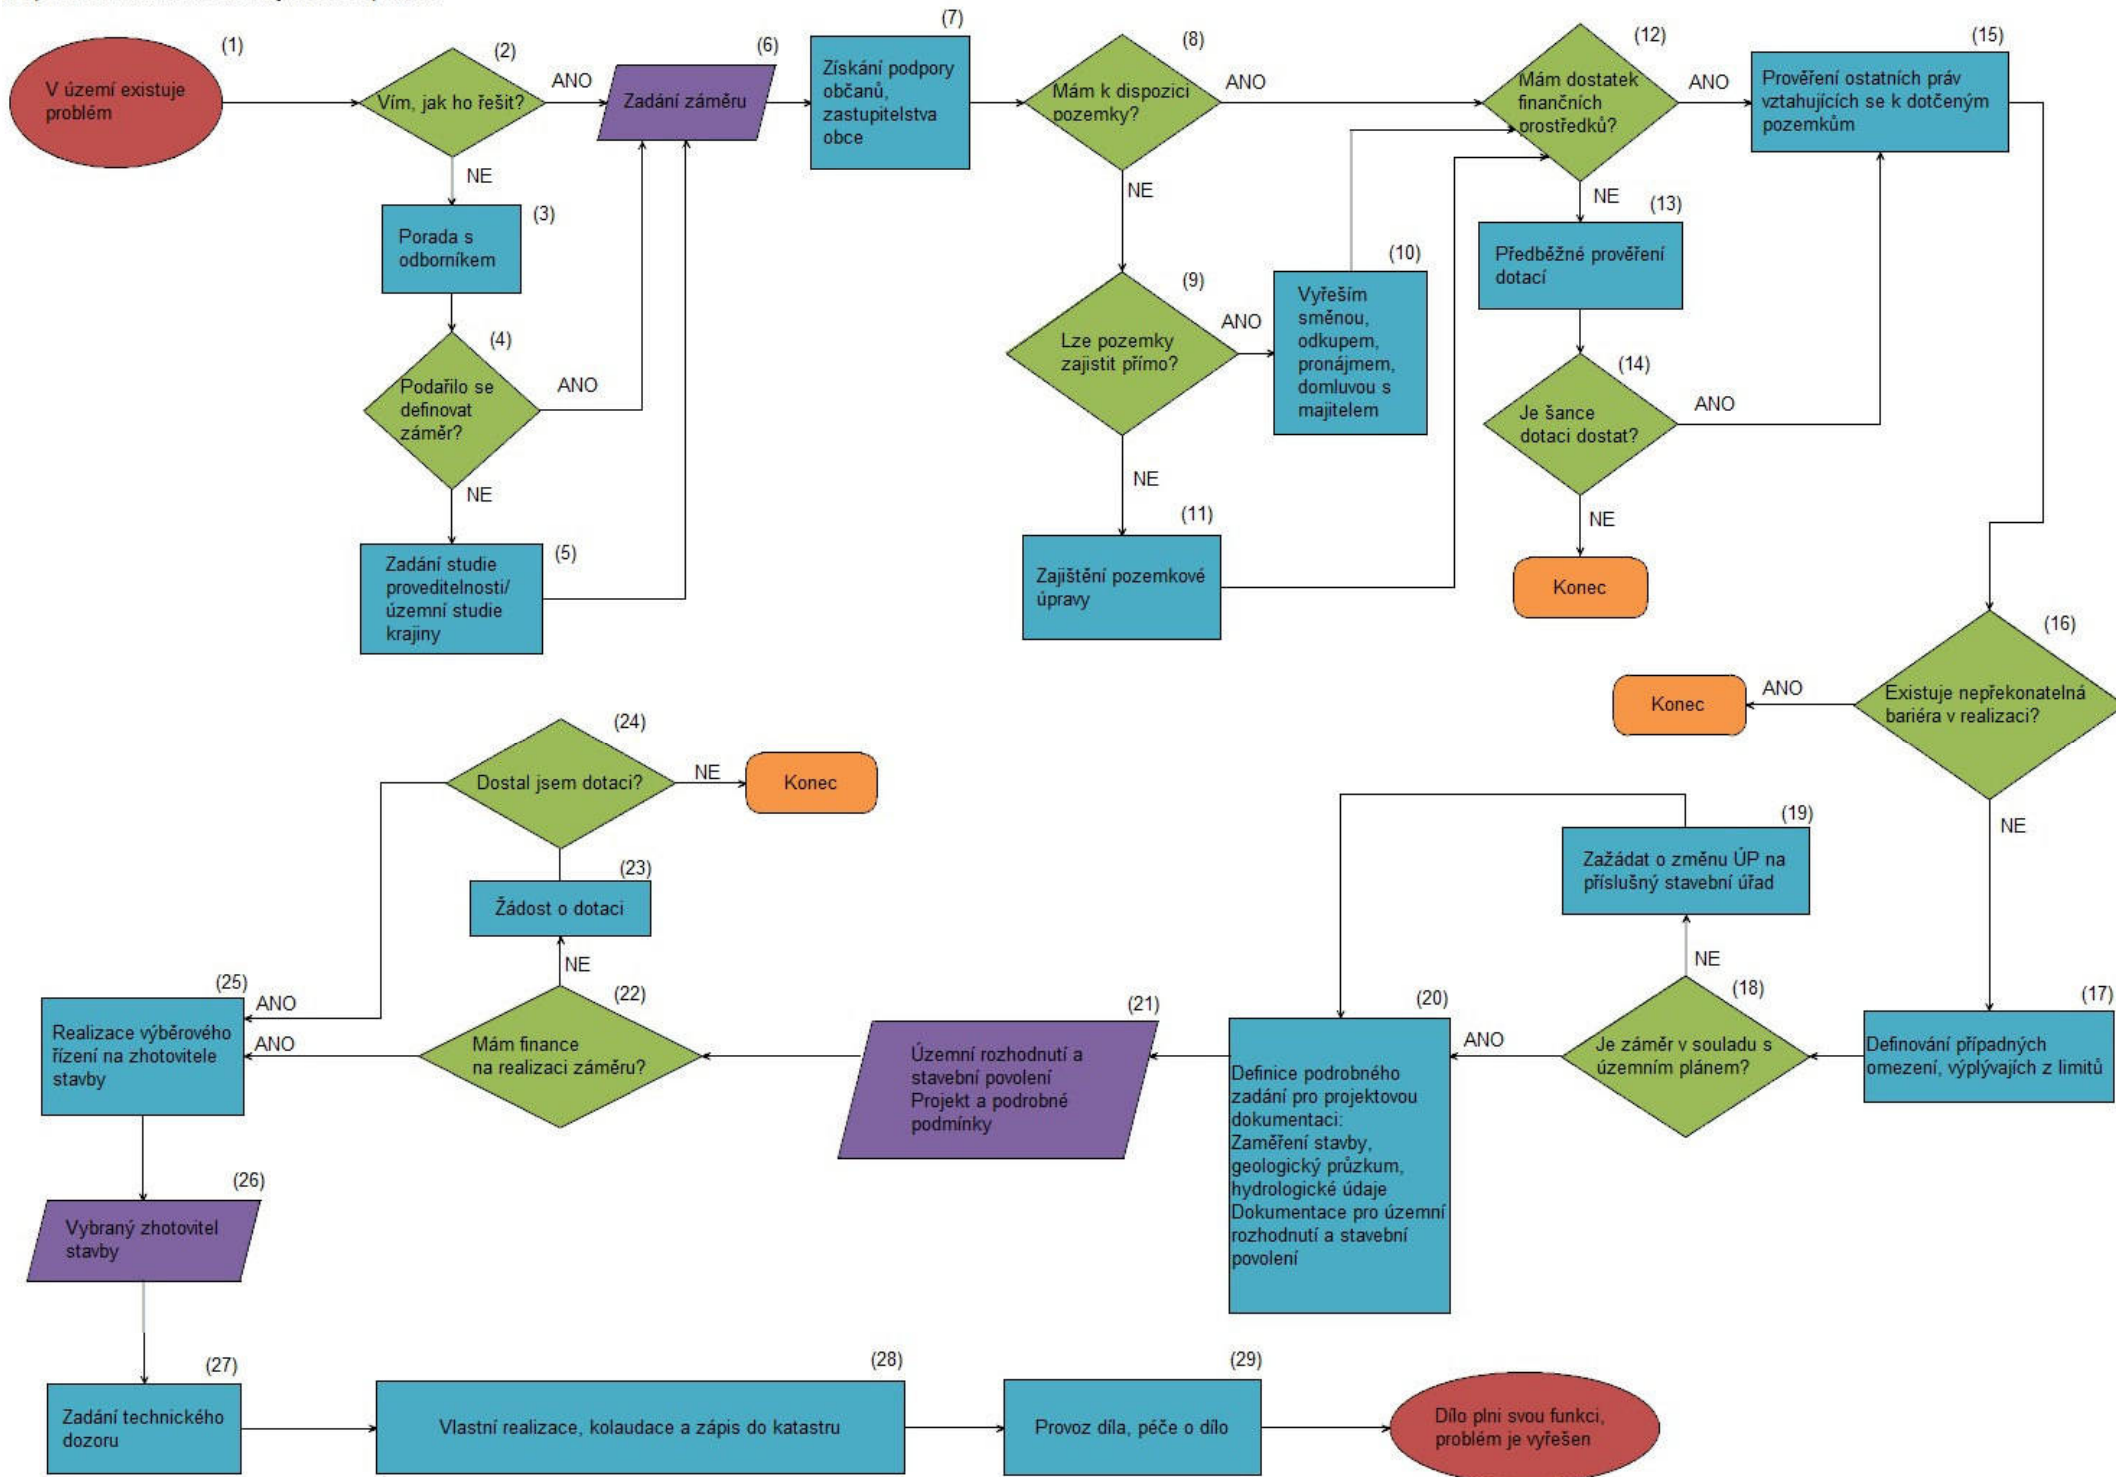 (1)
V území existuje
problém
(2)
Vím, jak ho řešit?
ANO
NE
(3)
Porada s
odborníkem
(4)
Podařilo se
definovat
záměr?
ANO
NE
(5)
Zadání studie
proveditelnosti/
územní studie
krajiny
(6)
Zadání záměru
(7)
Získání podpory
občanů,
zastupitelstva
obce
(8)
Mám k dispozici
pozemky?
ANO
NE
(9)
Lze pozemky
zajistit přímo?
ANO
NE
(10)
Vyřeším
směnou,
odkupem,
pronájmem,
domluvou s
majitelem
(11)
Zajištění pozemkové
úpravy
(12)
Mám dostatek
finančních
prostředků?
ANO
NE
(13)
Předběžné prověření
dotací
(14)
Je šance
dotaci dostat?
ANO
NE
Konec
(15)
Prověření ostatních práv
vztahujících se k dotčeným
pozemkům
(16)
Existuje nepřekonatelná
bariéra v realizaci?
ANO
Konec
NE
(17)
Definování případných
omezení, výplývajích z limitů
(18)
Je záměr v souladu s
územním plánem?
NE
ANO
(19)
Zažádat o změnu ÚP na
příslušný stavební úřad
(20)
Definice podrobného
zadání pro projektovou
dokumentaci:
Zaměření stavby,
geologický průzkum,
hydrologické údaje
Dokumentace pro územní
rozhodnutí a stavební
povolení
(21)
Územní rozhodnutí a
stavební povolení
Projekt a podrobné
podmínky
(22)
Mám finance
na realizaci záměru?
NE
ANO
(23)
Žádost o dotaci
(24)
Dostal jsem dotaci?
NE
Konec
ANO
(25)
Realizace výběrového
řízení na zhotovitele
stavby
(26)
Vybraný zhotovitel
stavby
(27)
Zadání technického
dozoru
(28)
Vlastní realizace, kolaudace a zápis do katastru
(29)
Provoz díla, péče o dílo
Dílo plni svou funkci,
problém je vyřešen